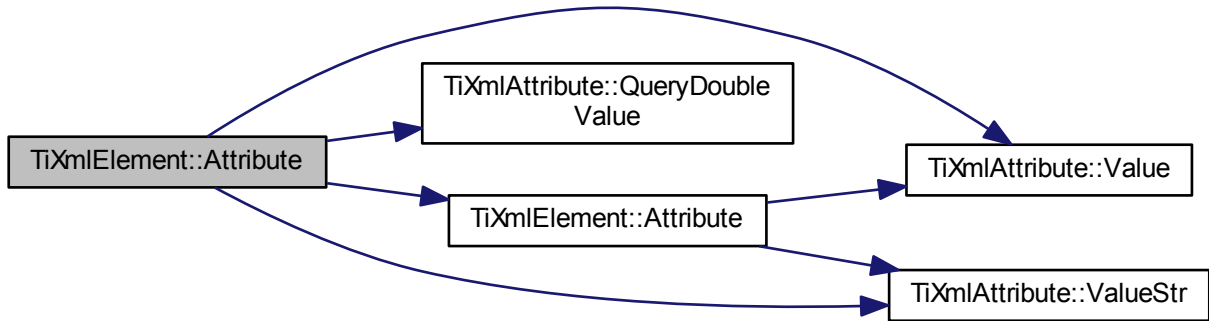 TiXmlElement::Attribute
TiXmlAttribute::QueryDouble
Value
TiXmlElement::Attribute
TiXmlAttribute::Value
TiXmlAttribute::ValueStr